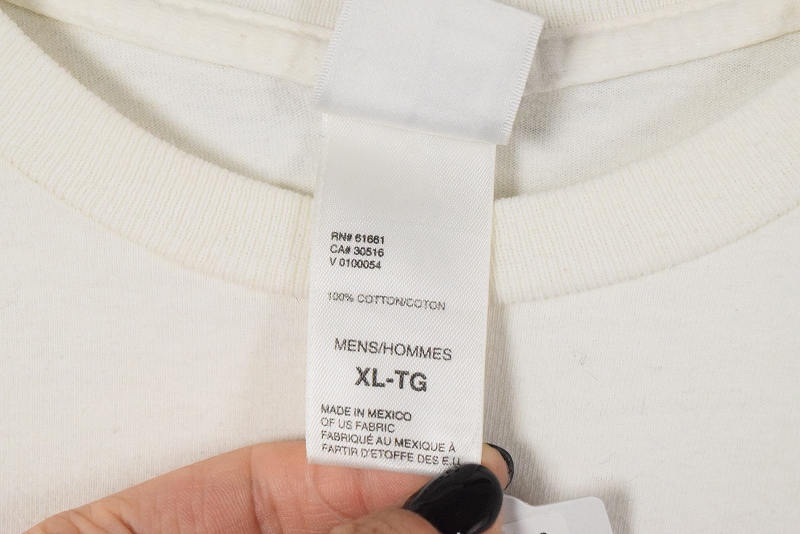 RN# 61661
CA# 30516
V 0100054
100% COTTON/COTON
MENS/HOMMES
XL-TG
MADE IN MEXICO
OF US FABRIC
FABRIQUÉ AU MEXIQUE À
PARTIR D'ETOFFE DES E.U.